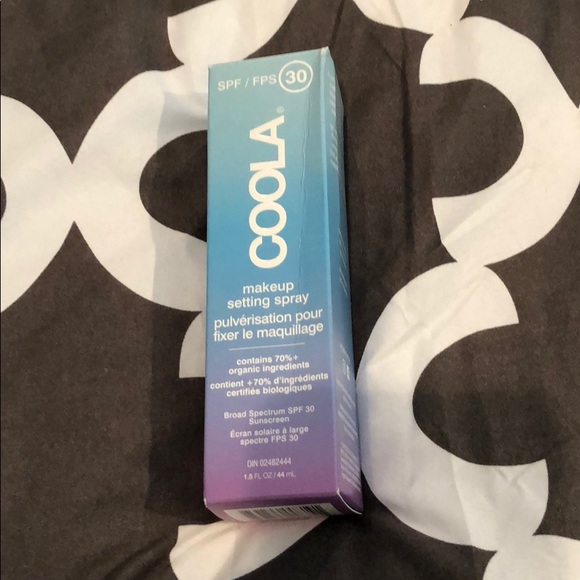 SPF / FPS 30
COOLA®
makeup
setting spray
pulvérisation pour
fixer le maquillage
contains 70%+
organic ingredients
contient +70% d'ingrédients
certifiés biologiques
Broad Spectrum SPF 30
Sunscreen
Écran solaire à large
spectre FPS 30
DIN 02482444
1.5 FL OZ / 44 mL